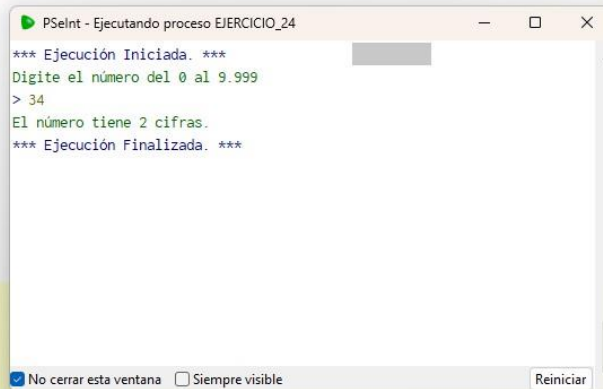 PSeInt - Ejecutando proceso EJERCICIO_24
*** Ejecución Iniciada. ***
Digite el número del 0 al 9.999
> 34
El número tiene 2 cifras.
*** Ejecución Finalizada. ***
No cerrar esta ventana Siempre visible Reiniciar